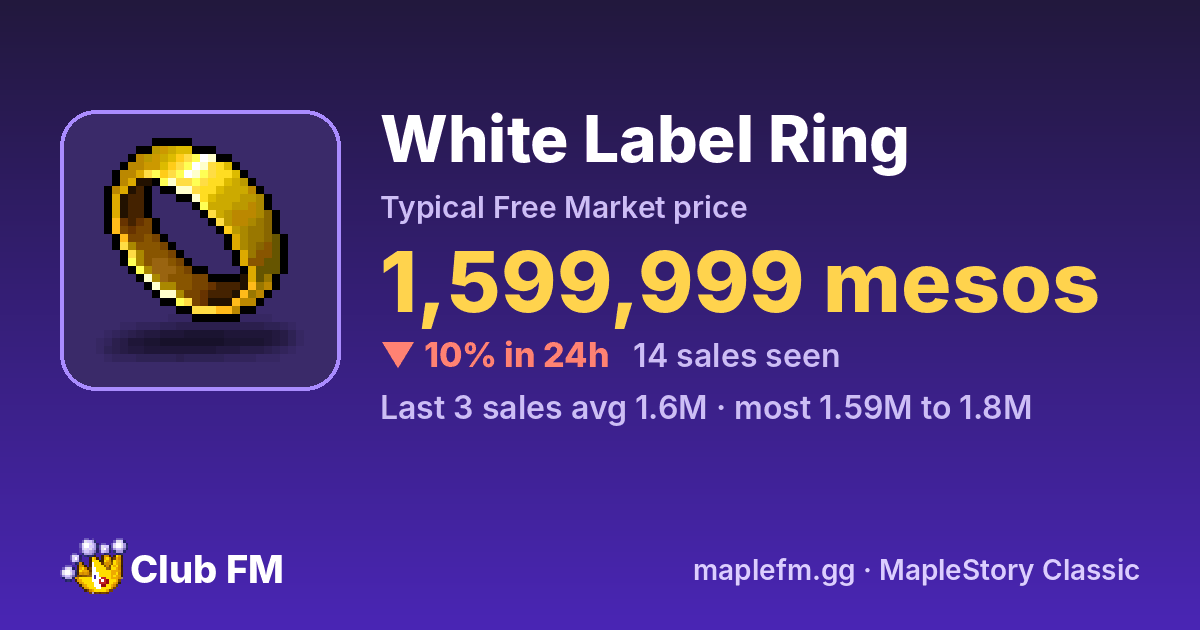 White Label Ring
Typical Free Market price
1,599,999 mesos
▼ 10% in 24h 14 sales seen
Last 3 sales avg 1.6M · most 1.59M to 1.8M
Club FM
maplefm.gg · MapleStory Classic